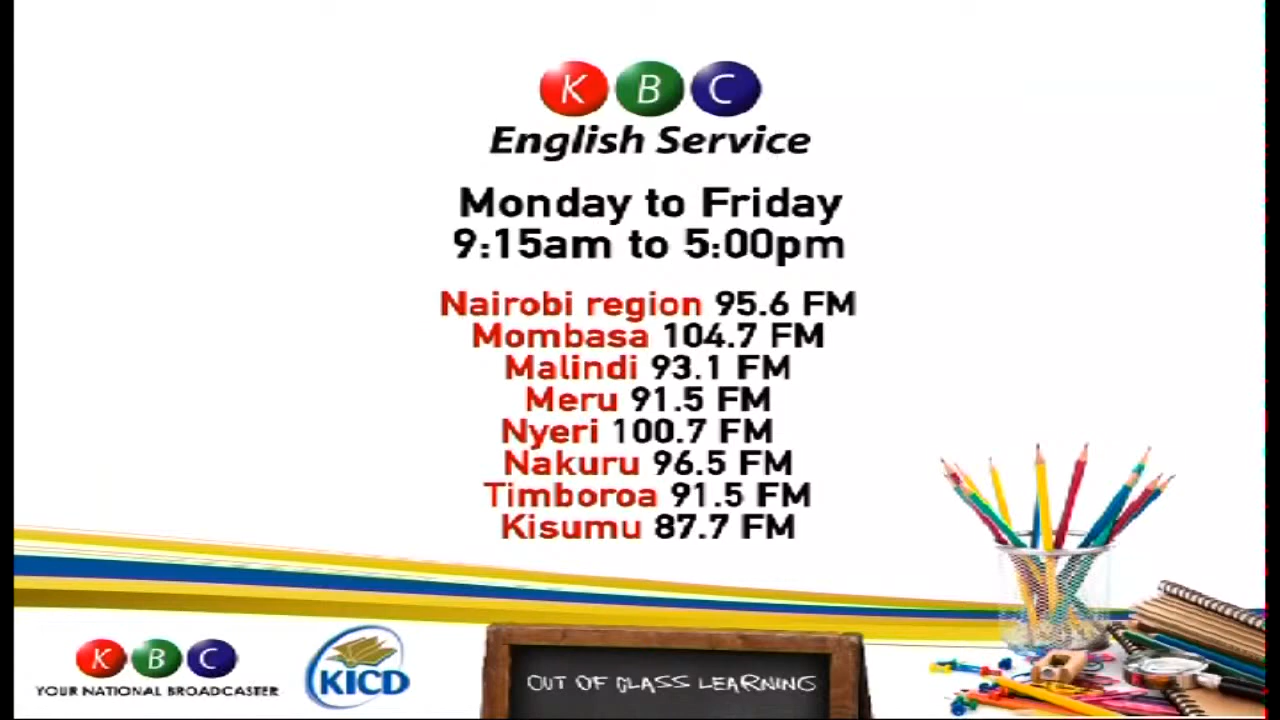 K B C
English Service
Monday to Friday
9:15am to 5:00pm
Nairobi region 95.6 FM
Mombasa 104.7 FM
Malindi 93.1 FM
Meru 91.5 FM
Nyeri 100.7 FM
Nakuru 96.5 FM
Timboroa 91.5 FM
Kisumu 87.7 FM
K B C
YOUR NATIONAL BROADCASTER
KICD
OUT OF CLASS LEARNING